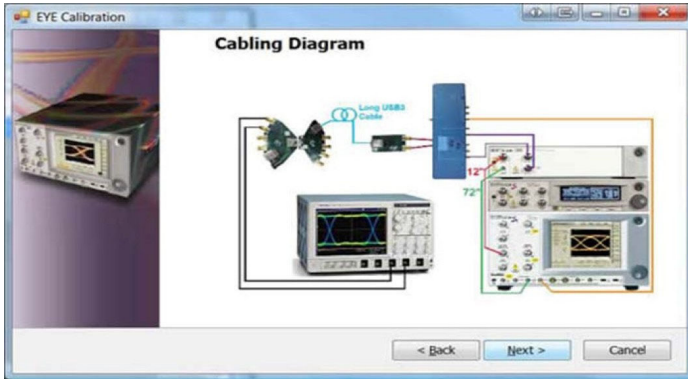 EYE Calibration
Cabling Diagram
Long USB3
Cable
12"
72"
< Back
Next >
Cancel